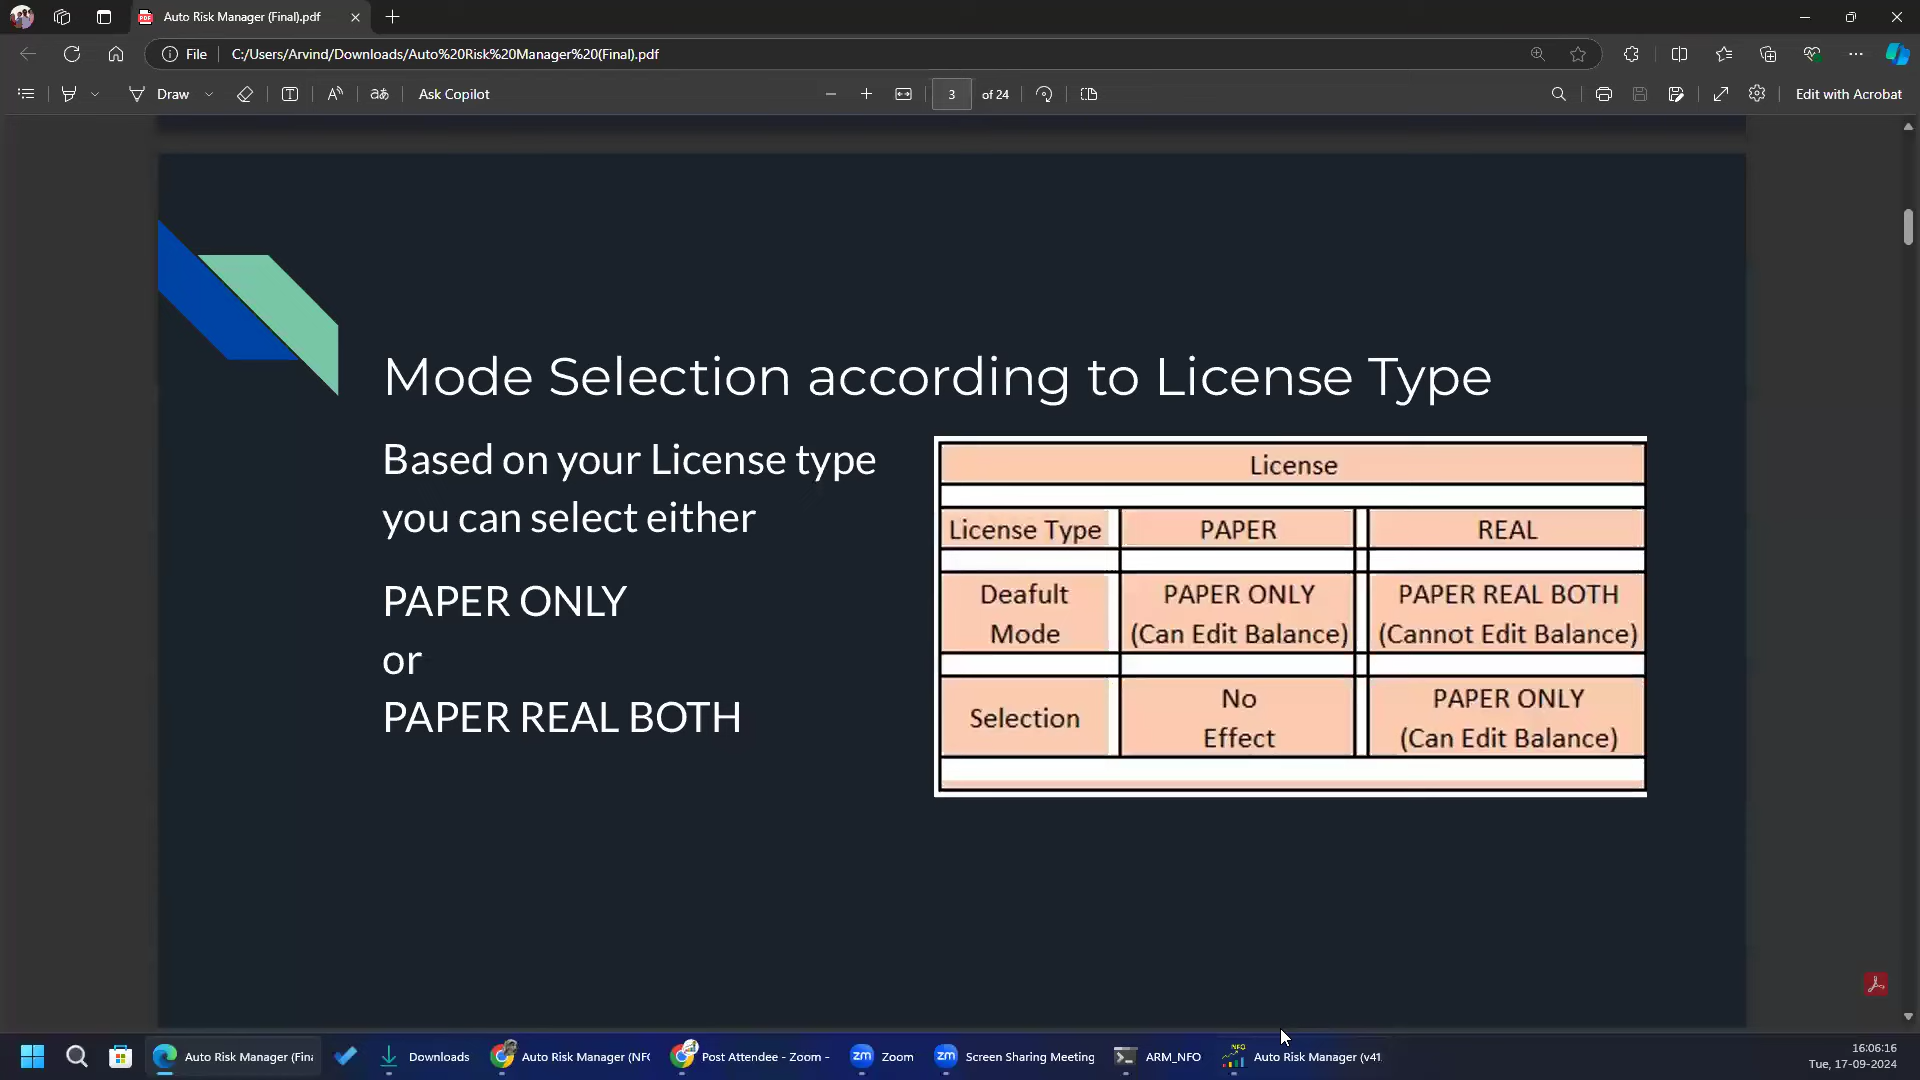 Auto Risk Manager (Final).pdf
File C:/Users/Arvind/Downloads/Auto%20Risk%20Manager%20(Final).pdf
Draw
Ask Copilot
3 of 24
Edit with Acrobat
Mode Selection according to License Type
Based on your License type
you can select either
PAPER ONLY
or
PAPER REAL BOTH
License
License Type PAPER REAL
Deafult Mode PAPER ONLY (Can Edit Balance) PAPER REAL BOTH (Cannot Edit Balance)
Selection No Effect PAPER ONLY (Can Edit Balance)
Auto Risk Manager (Fina
Downloads
Auto Risk Manager (NFO
Post Attendee - Zoom -
Zoom
Screen Sharing Meeting
ARM_NFO
NFO
Auto Risk Manager (v41
16:06:16
Tue, 17-09-2024